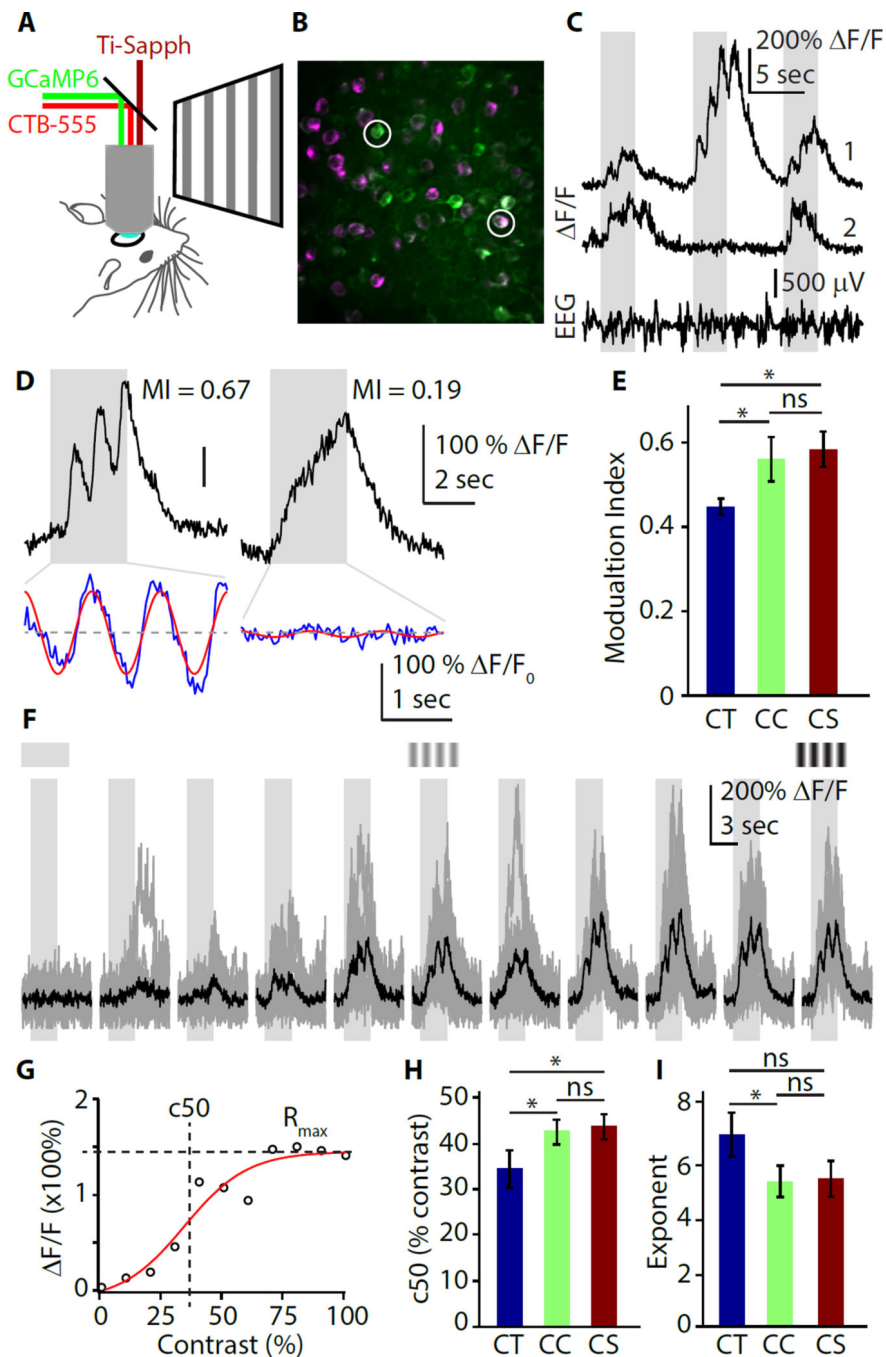 A
Ti-Sapph
GCaMP6
CTB-555
B
C
200% ΔF/F
5 sec
1
2
ΔF/F
500 µV
EEG
D
MI = 0.67
MI = 0.19
100 % ΔF/F
2 sec
100 % ΔF/F0
1 sec
E
*
*
ns
Modualtion Index
0.6
0.4
0.2
0
CT
CC
CS
F
200% ΔF/F
3 sec
G
c50
Rmax
ΔF/F (x100%)
2
1
0
0
25
50
75
100
Contrast (%)
H
*
*
ns
c50 (% contrast)
50
40
30
20
10
0
CT
CC
CS
I
ns
*
ns
Exponent
8
6
4
2
0
CT
CC
CS